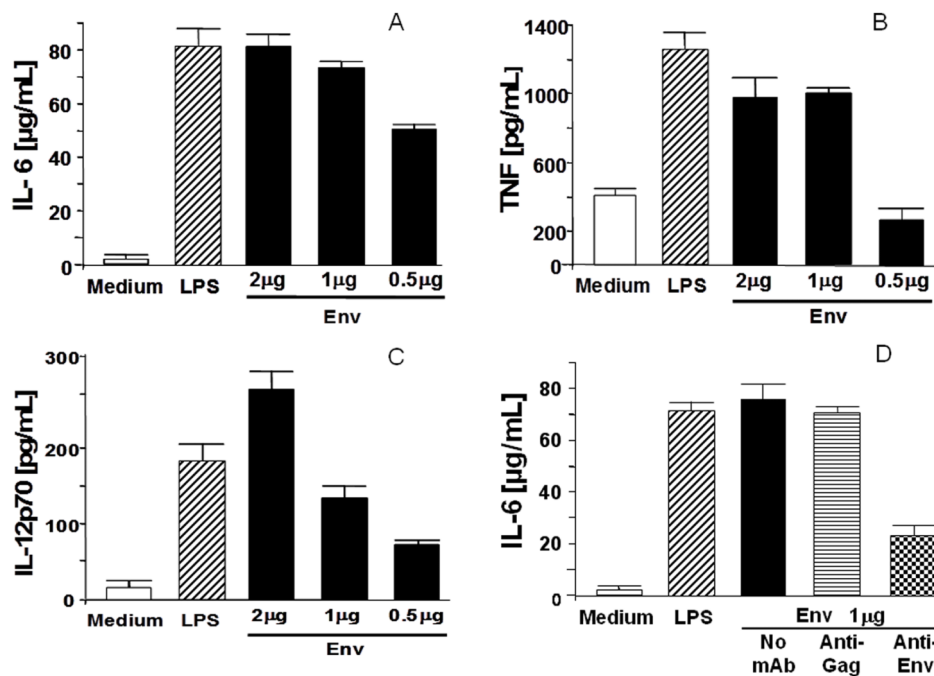 A
IL- 6 [µg/mL]
80
60
40
20
0
Medium LPS 2µg 1µg 0.5µg
Env
B
TNF [pg/mL]
1400
1000
600
400
200
Medium LPS 2µg 1µg 0.5µg
Env
C
IL-12p70 [pg/mL]
300
200
100
0
Medium LPS 2µg 1µg 0.5µg
Env
D
IL-6 [µg/mL]
80
60
40
20
0
Medium LPS Env 1µg
No Anti- Anti-
mAb Gag Env